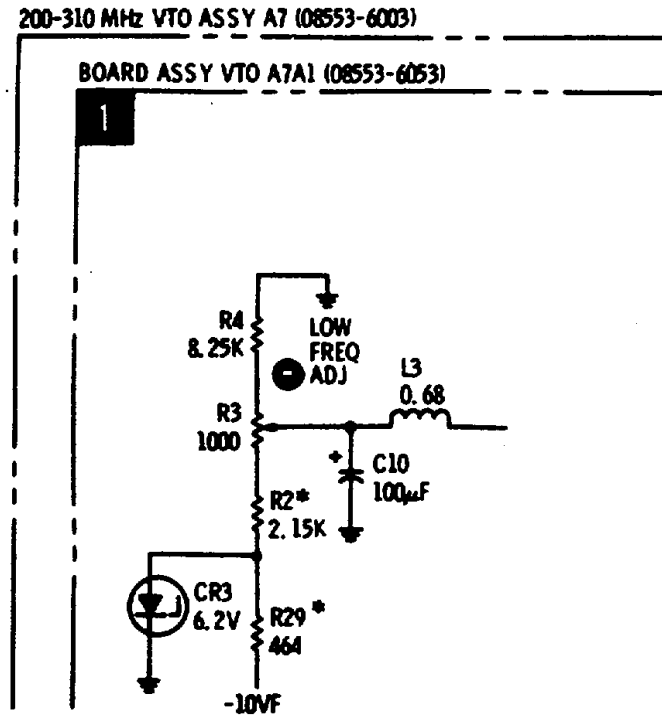 200-310 MHz VTO ASSY A7 (08553-6003)
BOARD ASSY VTO A7A1 (08553-6053)
1
R4
8.25K
LOW
FREQ
ADJ
L3
0.68
R3
1000
+
C10
100µF
R2*
2.15K
CR3
6.2V
R29*
464
-10VF